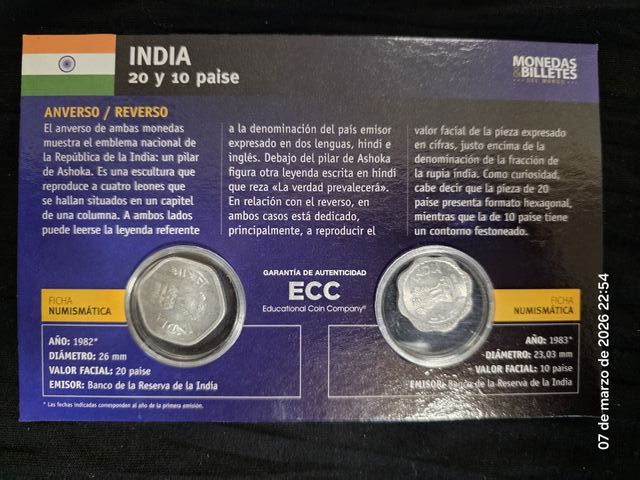 INDIA
20 y 10 paise
MONEDAS
&BILLETES
DEL MUNDO
ANVERSO / REVERSO
El anverso de ambas monedas
muestra el emblema nacional de
la República de la India: un pilar
de Ashoka. Es una escultura que
reproduce a cuatro leones que
se hallan situados en un capitel
de una columna. A ambos lados
puede leerse la leyenda referente
a la denominación del país emisor
expresado en dos lenguas, hindi e
inglés. Debajo del pilar de Ashoka
figura otra leyenda escrita en hindi
que reza «La verdad prevalecerá».
En relación con el reverso, en
ambos casos está dedicado,
principalmente, a reproducir el
valor facial de la pieza expresado
en cifras, justo encima de la
denominación de la fracción de
la rupia india. Como curiosidad,
cabe decir que la pieza de 20
paise presenta formato hexagonal,
mientras que la de 10 paise tiene
un contorno festoneado.
GARANTÍA DE AUTENTICIDAD
ECC
Educational Coin Company®
FICHA
NUMISMÁTICA
AÑO: 1982*
DIÁMETRO: 26 mm
VALOR FACIAL: 20 paise
EMISOR: Banco de la Reserva de la India
* Las fechas indicadas corresponden al año de la primera emisión.
INDIA
FICHA
NUMISMÁTICA
AÑO: 1983*
DIÁMETRO: 23,03 mm
VALOR FACIAL: 10 paise
EMISOR: Banco de la Reserva de la India
07 de marzo de 2026 22:54